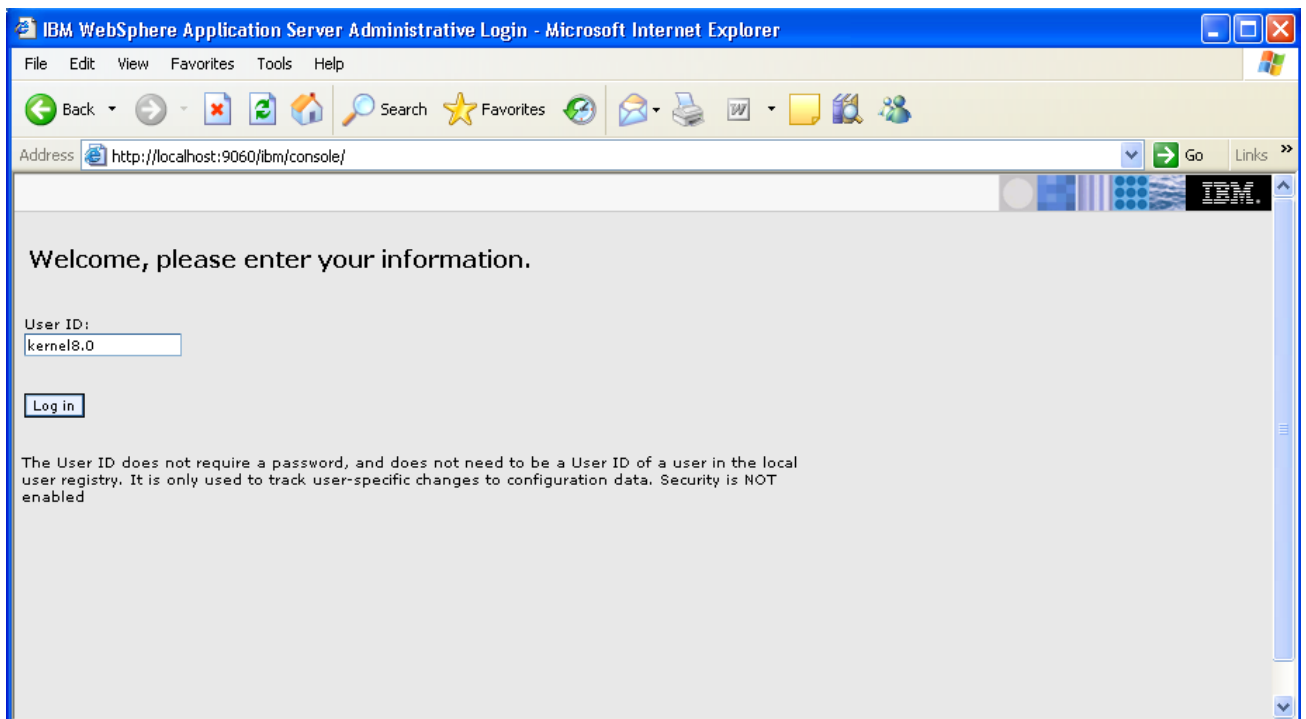 IBM WebSphere Application Server Administrative Login - Microsoft Internet Explorer
File Edit View Favorites Tools Help
Back Search Favorites
Address http://localhost:9060/ibm/console/ Go Links »
IBM.
Welcome, please enter your information.
User ID:
kernel8.0
Log in
The User ID does not require a password, and does not need to be a User ID of a user in the local
user registry. It is only used to track user-specific changes to configuration data. Security is NOT
enabled